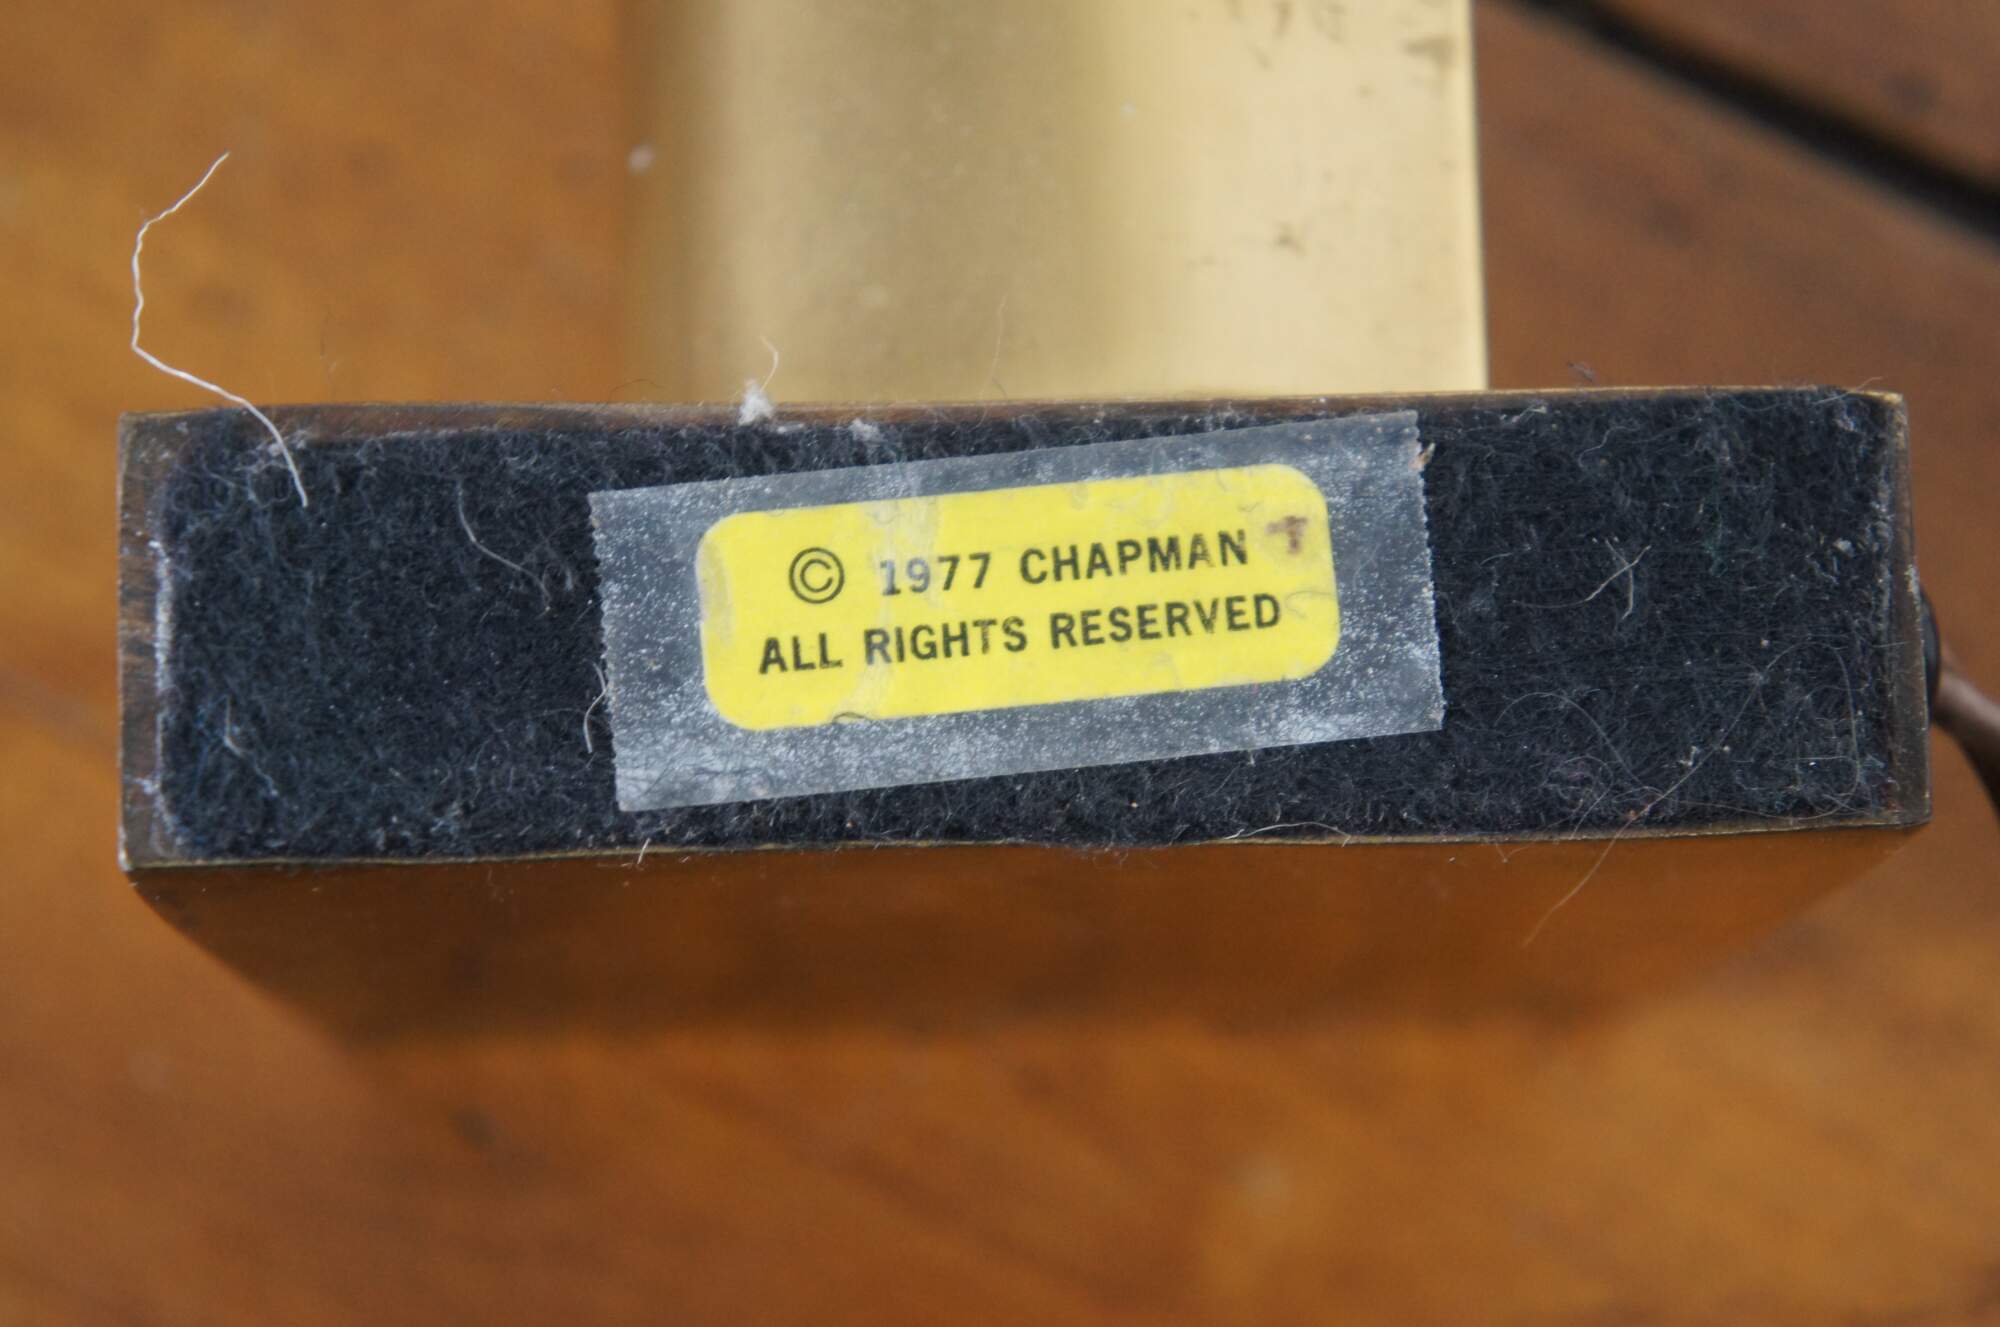 © 1977 CHAPMAN
ALL RIGHTS RESERVED